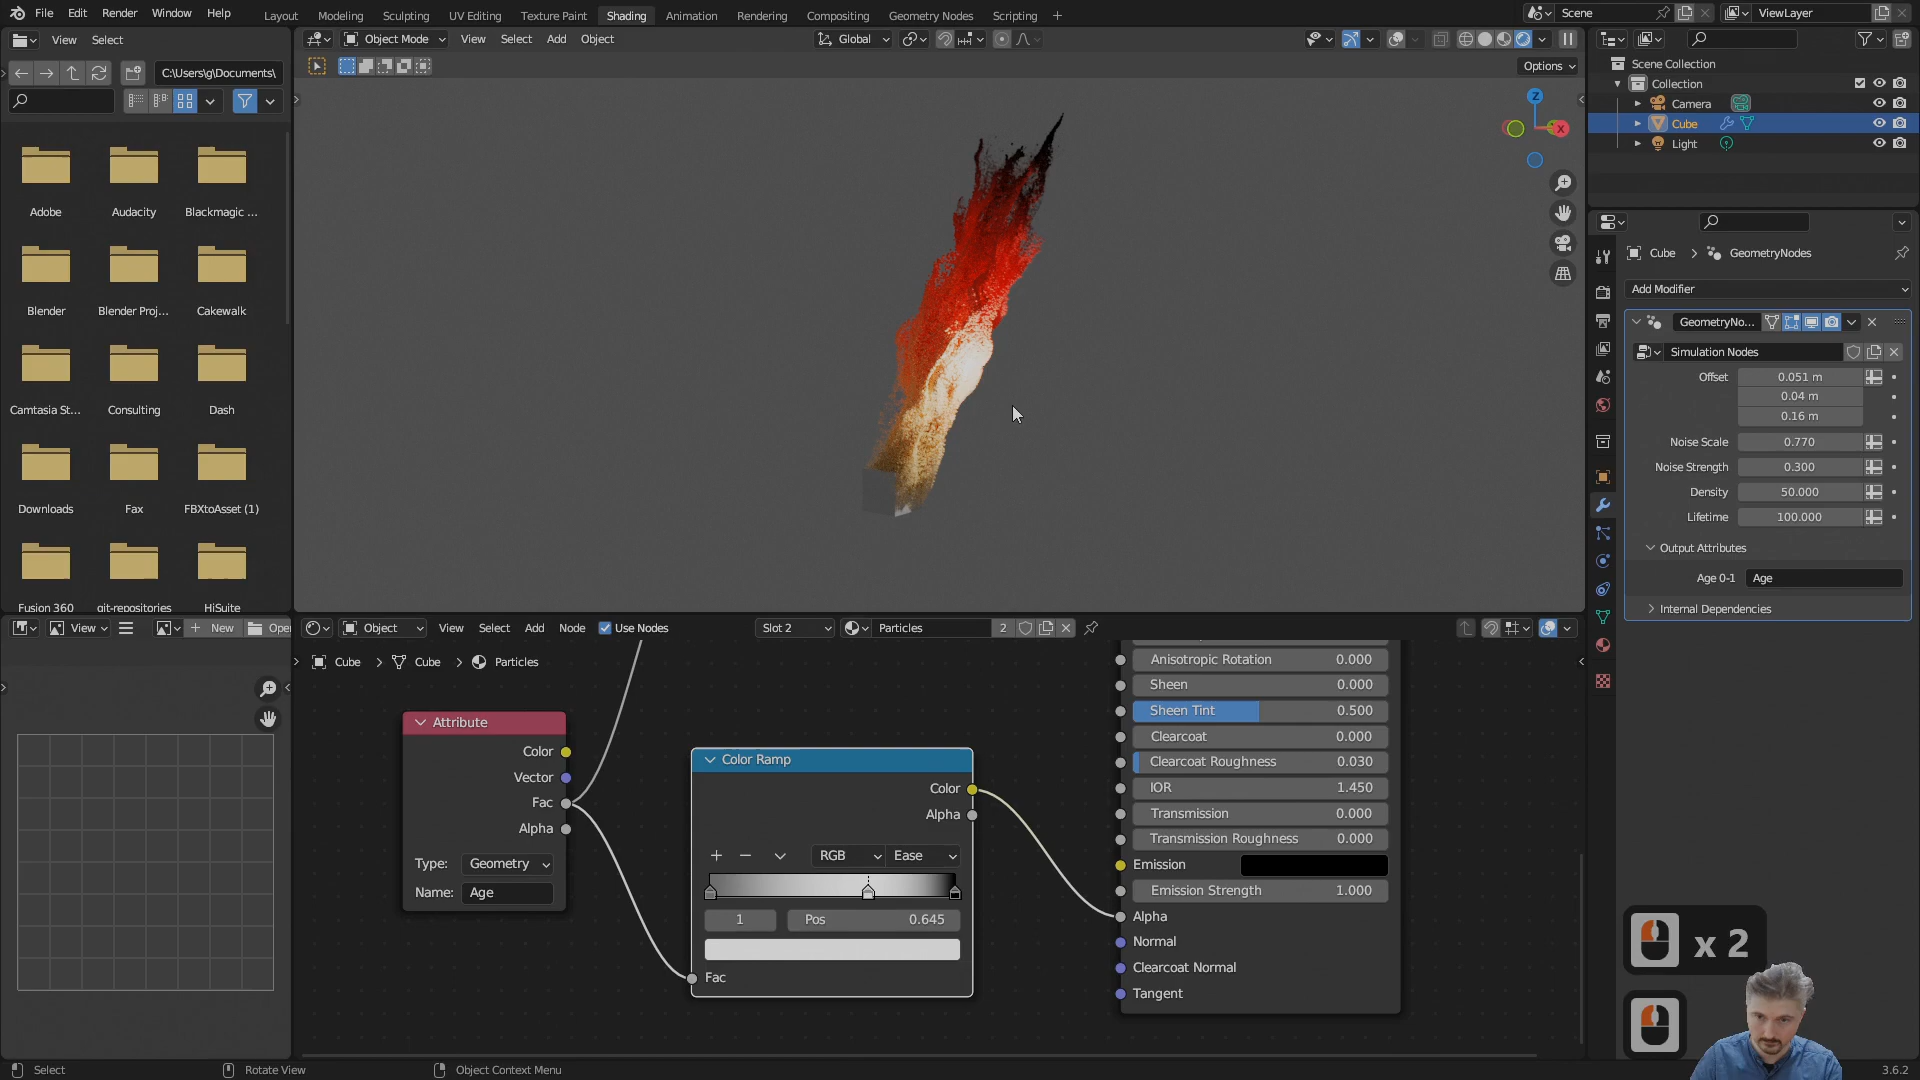 File Edit Render Window Help Layout Modeling Sculpting UV Editing Texture Paint Shading Animation Rendering Compositing Geometry Nodes Scripting + Scene ViewLayer
View Select
Object Mode View Select Add Object Global
C:\Users\g\Documents\
Options
Adobe Audacity Blackmagic ...
Blender Blender Proj... Cakewalk
Camtasia St... Consulting Dash
Downloads Fax FBXtoAsset (1)
Fusion 360 git-repositories HiSuite
Z
X
Scene Collection
Collection
Camera
Cube
Light
Cube > GeometryNodes
Add Modifier
GeometryNo...
Simulation Nodes
Offset 0.051 m
0.04 m
0.16 m
Noise Scale 0.770
Noise Strength 0.300
Density 50.000
Lifetime 100.000
Output Attributes
Age 0-1 Age
Internal Dependencies
View + New Open
Object View Select Add Node Use Nodes Slot 2 Particles 2
Cube > Cube > Particles
Attribute
Color
Vector
Fac
Alpha
Type: Geometry
Name: Age
Color Ramp
Color
Alpha
+ − RGB Ease
1 Pos 0.645
Fac
Anisotropic Rotation 0.000
Sheen 0.000
Sheen Tint 0.500
Clearcoat 0.000
Clearcoat Roughness 0.030
IOR 1.450
Transmission 0.000
Transmission Roughness 0.000
Emission
Emission Strength 1.000
Alpha
Normal
Clearcoat Normal
Tangent
x 2
Select Rotate View Object Context Menu 3.6.2